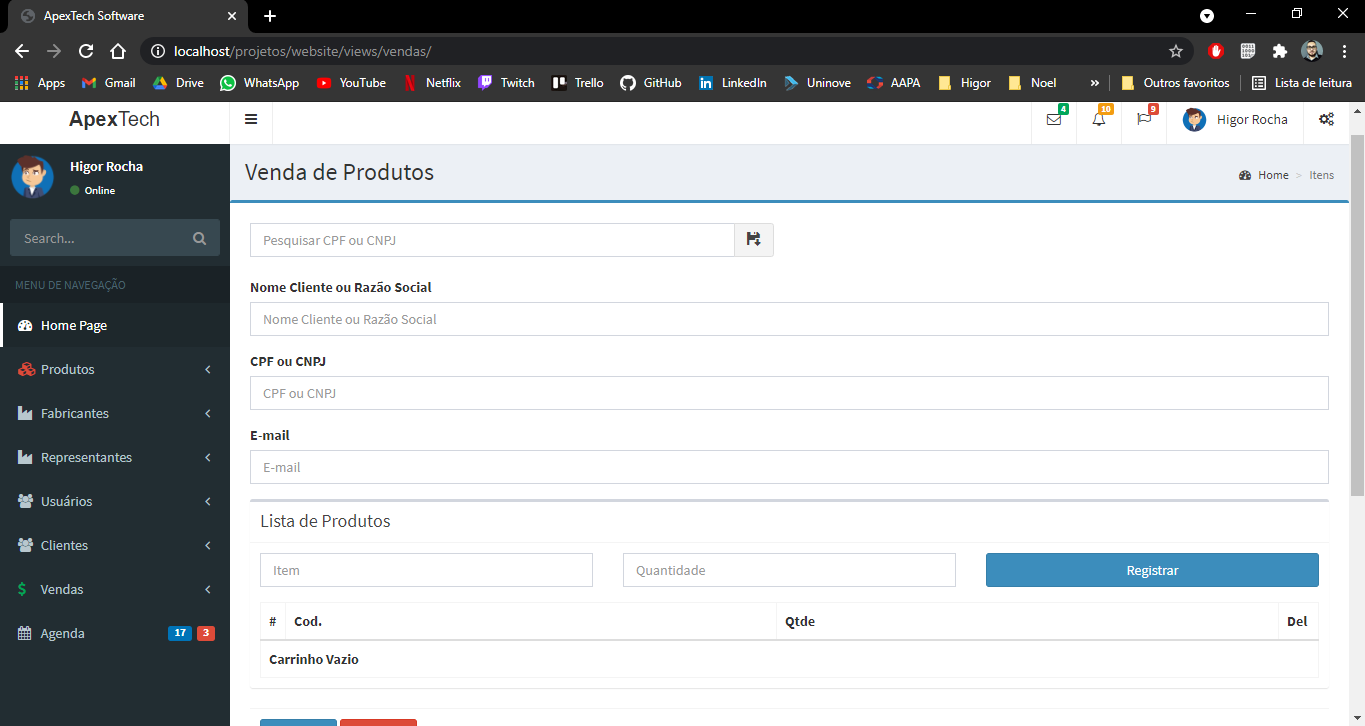 ApexTech Software
localhost/projetos/website/views/vendas/
Apps Gmail Drive WhatsApp YouTube Netflix Twitch Trello GitHub LinkedIn Uninove AAPA Higor Noel » Outros favoritos Lista de leitura
ApexTech
4 10 9 Higor Rocha
Higor Rocha
Online
Search...
MENU DE NAVEGAÇÃO
Home Page
Produtos
Fabricantes
Representantes
Usuários
Clientes
Vendas
Agenda 17 3
Venda de Produtos
Home > Itens
Pesquisar CPF ou CNPJ
Nome Cliente ou Razão Social
Nome Cliente ou Razão Social
CPF ou CNPJ
CPF ou CNPJ
E-mail
E-mail
Lista de Produtos
Item Quantidade Registrar
# Cod. Qtde Del
Carrinho Vazio